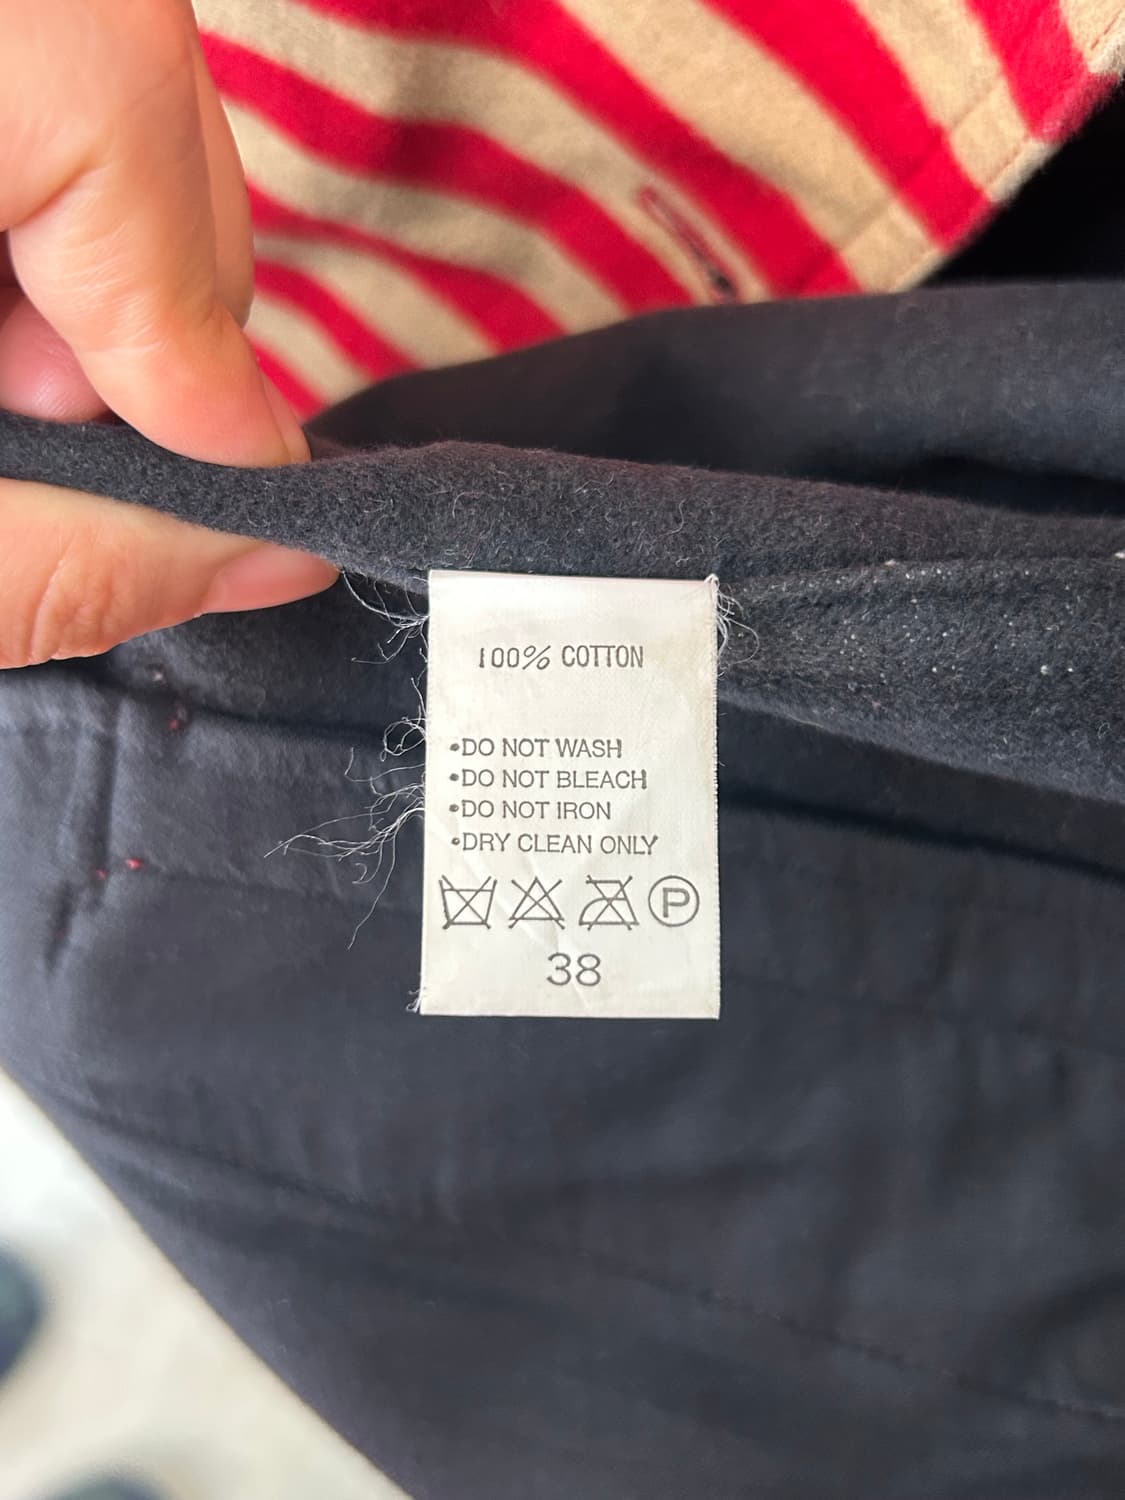 100% COTTON
•DO NOT WASH
•DO NOT BLEACH
•DO NOT IRON
•DRY CLEAN ONLY
P
38